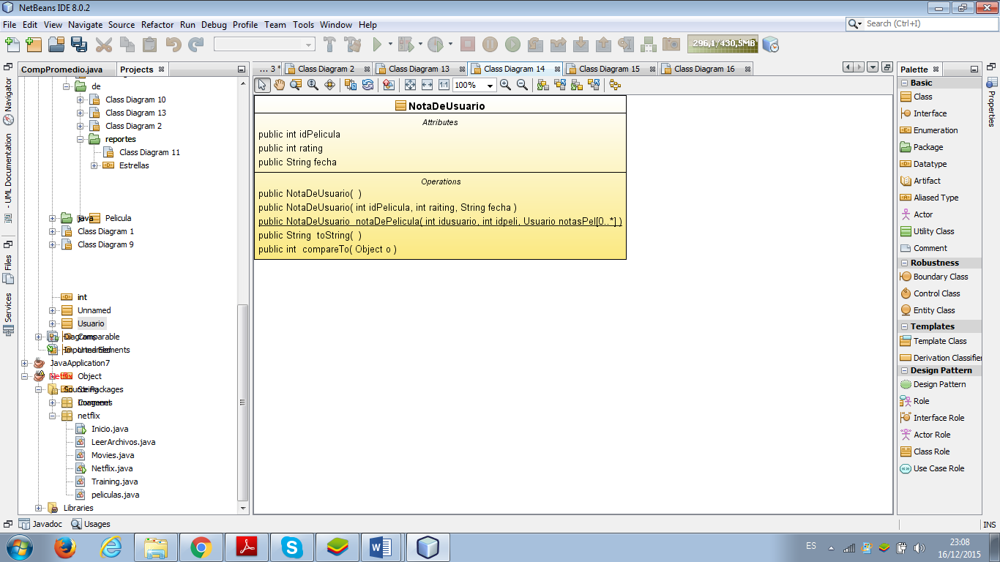 NetBeans IDE 8.0.2
File Edit View Navigate Source Refactor Run Debug Profile Team Tools Window Help
Search (Ctrl+I)
296,1/430,5MB
CompPromedio.java Projects
... 3 * Class Diagram 2 Class Diagram 13 Class Diagram 14 Class Diagram 15 Class Diagram 16
100%
Navigator
UML Documentation
Files
Services
de
Class Diagram 10
Class Diagram 13
Class Diagram 2
reportes
Class Diagram 11
Estrellas
java Pelicula
Class Diagram 1
Class Diagram 9
int
Unnamed
Usuario
Diagrams Comparable
Imported Elements Unnamed
JavaApplication7
Netflix Object
Source Packages String
netflix
Inicio.java
LeerArchivos.java
Movies.java
Netflix.java
Training.java
peliculas.java
Libraries
NotaDeUsuario
Attributes
public int idPelicula
public int rating
public String fecha
Operations
public NotaDeUsuario( )
public NotaDeUsuario( int idPelicula, int raiting, String fecha )
public NotaDeUsuario notaDePelicula( int idusuario, int idpeli, Usuario notasPel[0..*] )
public String toString( )
public int compareTo( Object o )
Palette
Basic
Class
Interface
Enumeration
Package
Datatype
Artifact
Aliased Type
Actor
Utility Class
Comment
Robustness
Boundary Class
Control Class
Entity Class
Templates
Template Class
Derivation Classifier
Design Pattern
Design Pattern
Role
Interface Role
Actor Role
Class Role
Use Case Role
Properties
Javadoc Usages
INS
ES
23:08
16/12/2015